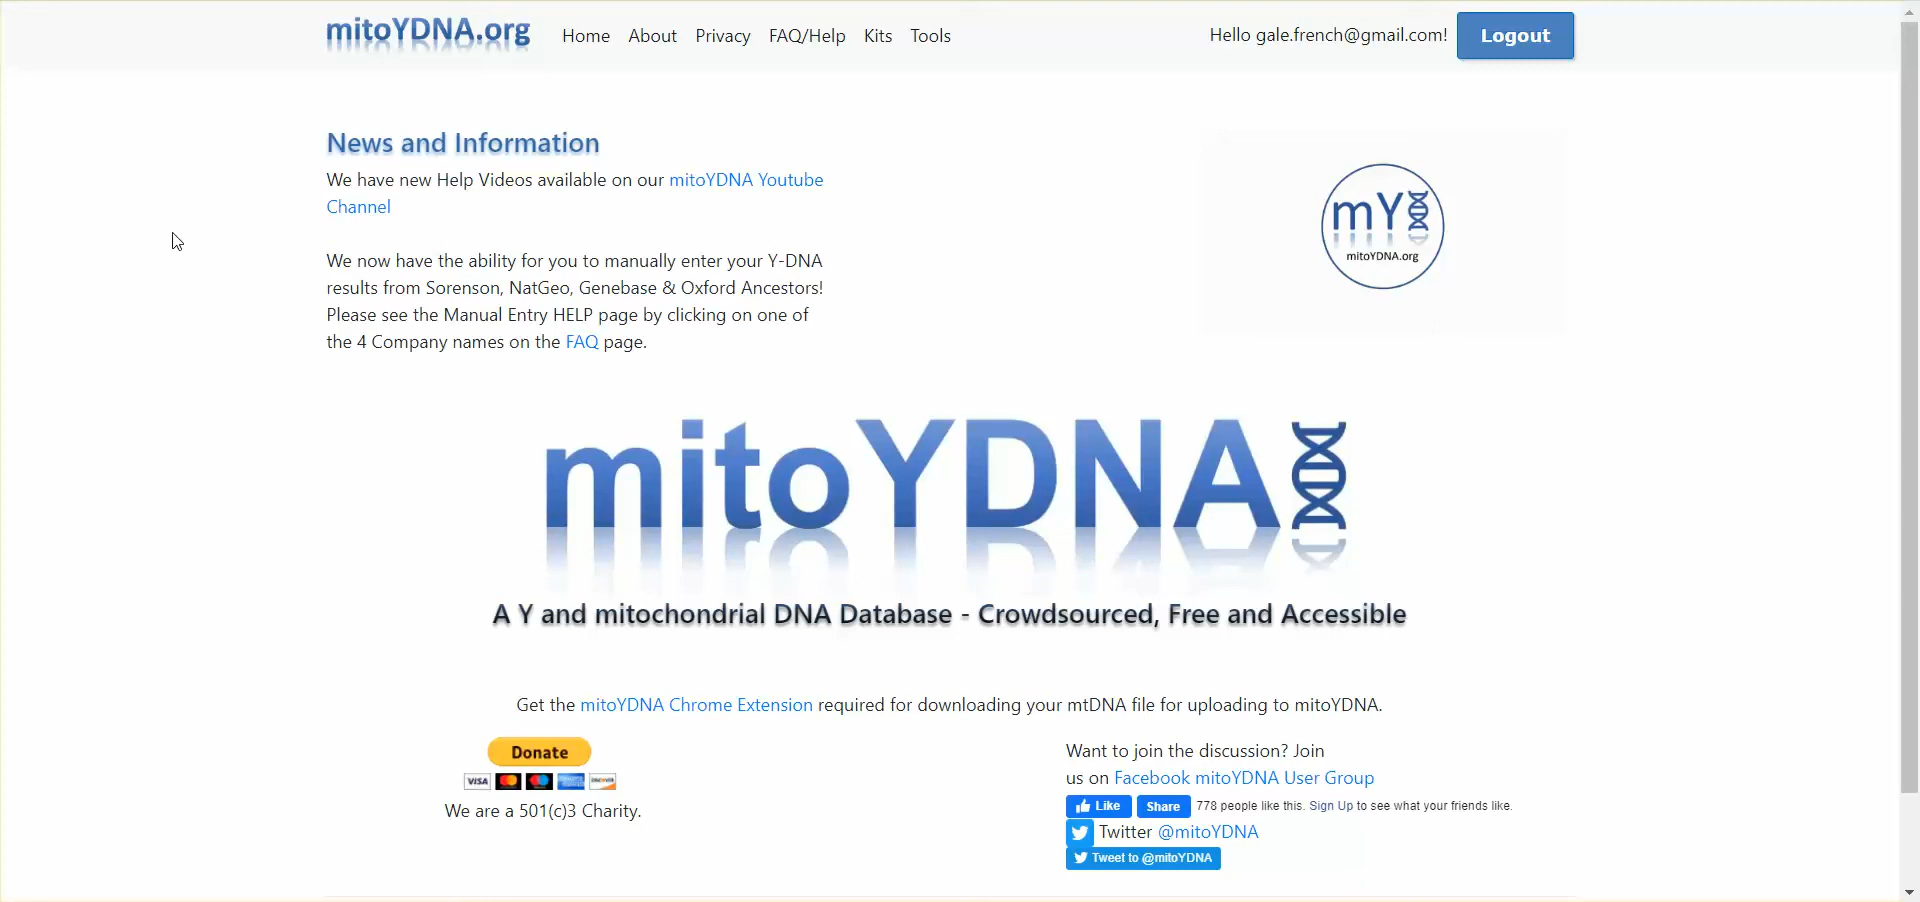 mitoYDNA.org Home About Privacy FAQ/Help Kits Tools Hello gale.french@gmail.com! Logout
News and Information
We have new Help Videos available on our mitoYDNA Youtube
Channel
We now have the ability for you to manually enter your Y-DNA
results from Sorenson, NatGeo, Genebase & Oxford Ancestors!
Please see the Manual Entry HELP page by clicking on one of
the 4 Company names on the FAQ page.
mY
mitoYDNA.org
mitoYDNA
A Y and mitochondrial DNA Database - Crowdsourced, Free and Accessible
Get the mitoYDNA Chrome Extension required for downloading your mtDNA file for uploading to mitoYDNA.
Donate
VISA DISCOVER
We are a 501(c)3 Charity.
Want to join the discussion? Join
us on Facebook mitoYDNA User Group
Like Share 778 people like this. Sign Up to see what your friends like.
Twitter @mitoYDNA
Tweet to @mitoYDNA